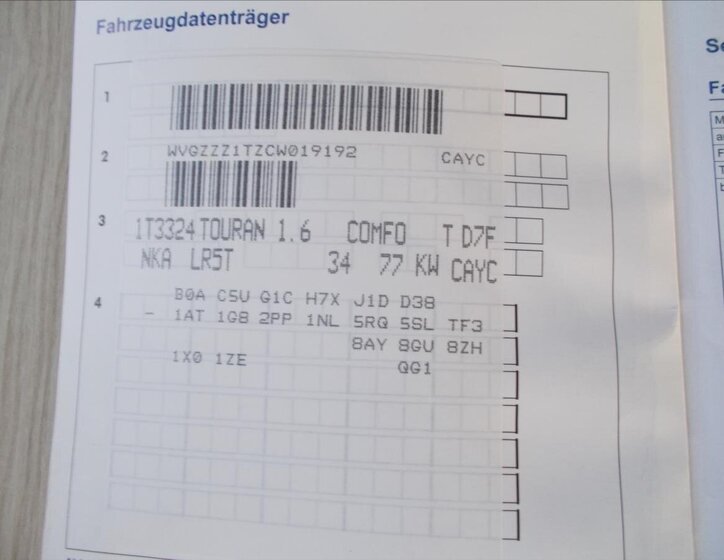 Fahrzeugdatenträger
1
2 WVGZZZ1TZCW019192 CAYC
3 1T3324 TOURAN 1.6 COMFO T D7F
NKA LR5T 34 77 KW CAYC
4 B0A C5U G1C H7X J1D D38
- 1AT 1G8 2PP 1NL 5RQ 5SL TF3
8AY 8GU 8ZH
1X0 1ZE QG1